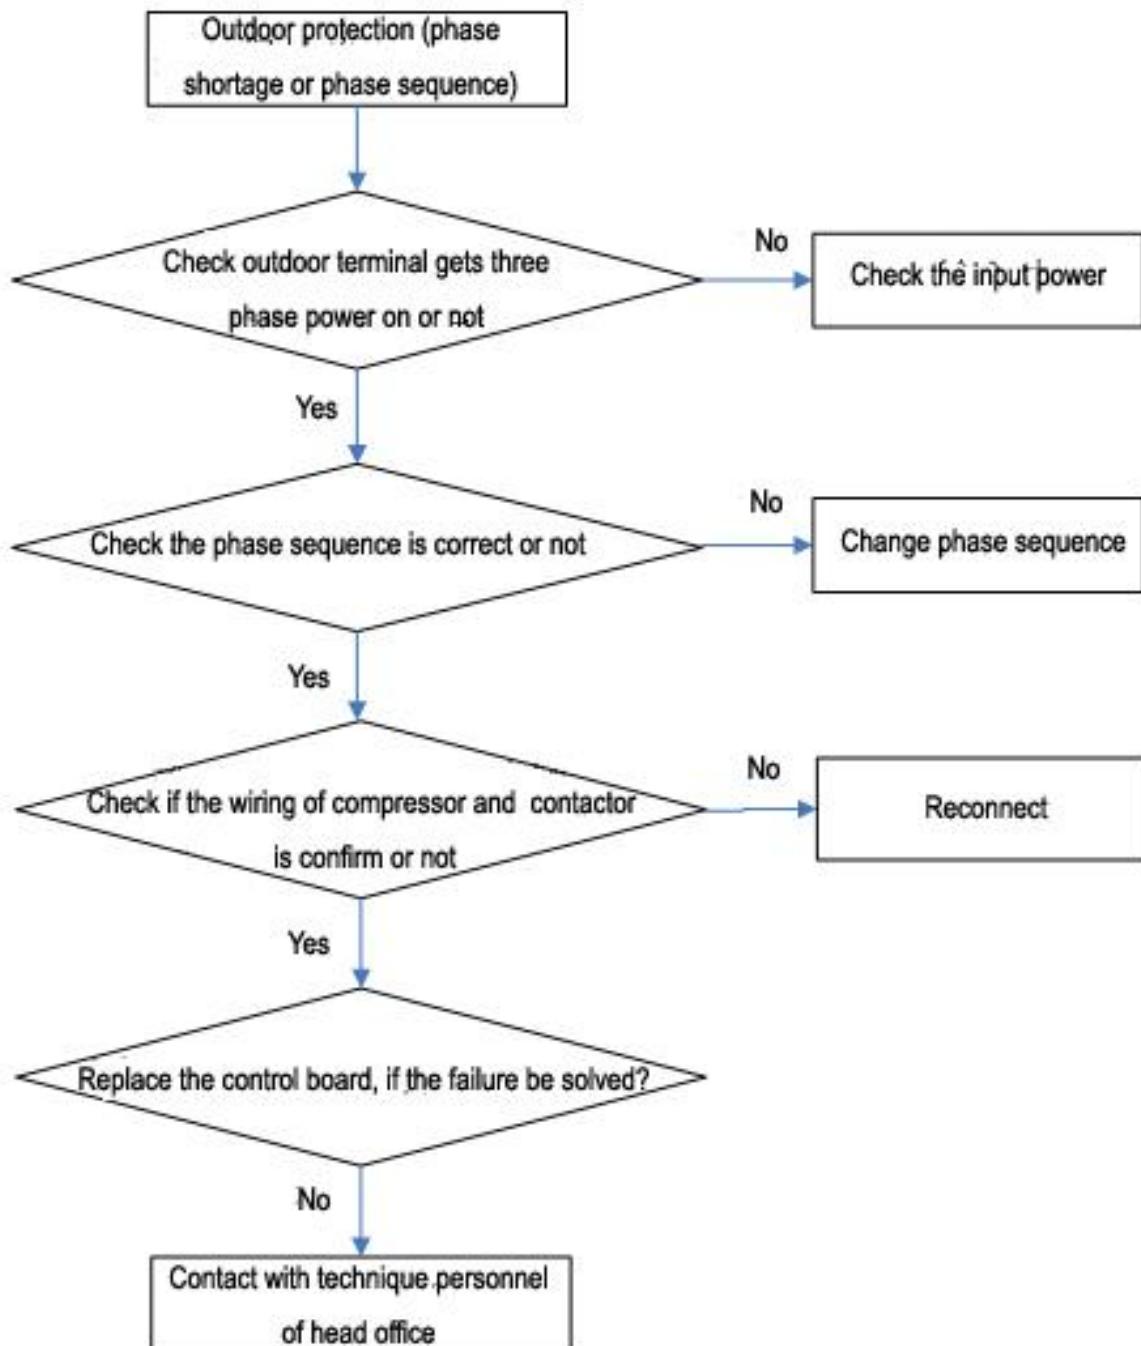 Outdoor protection (phase
shortage or phase sequence)
Check outdoor terminal gets three
phase power on or not
No
Check the input power
Yes
Check the phase sequence is correct or not
No
Change phase sequence
Yes
Check if the wiring of compressor and contactor
is confirm or not
No
Reconnect
Yes
Replace the control board, if the failure be solved?
No
Contact with technique personnel
of head office